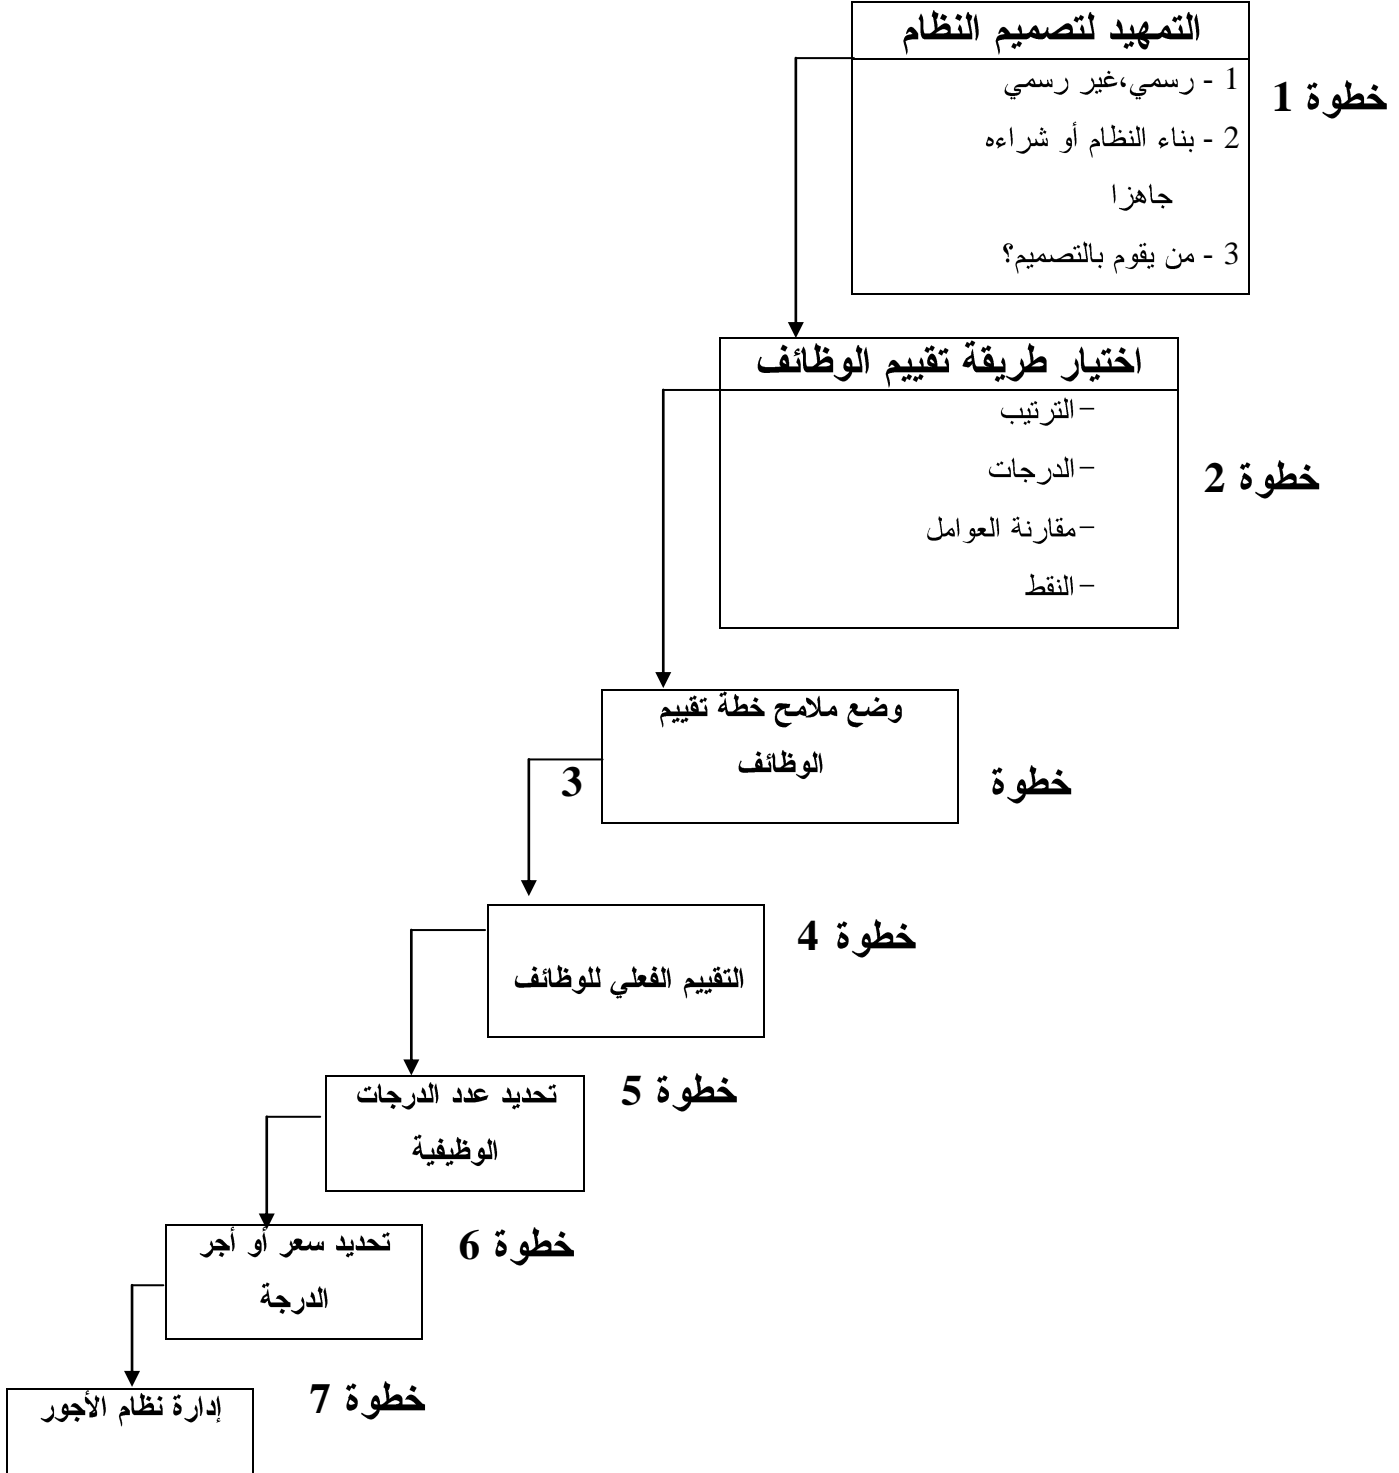 التمهيد لتصميم النظام
خطوة 1
1 - رسمي،غير رسمي
2 - بناء النظام أو شراءه
جاهزا
3 - من يقوم بالتصميم؟
اختيار طريقة تقييم الوظائف
خطوة 2
-الترتيب
-الدرجات
-مقارنة العوامل
-النقط
وضع ملامح خطة تقييم
الوظائف
خطوة
3
خطوة 4
التقييم الفعلي للوظائف
خطوة 5
تحديد عدد الدرجات
الوظيفية
خطوة 6
تحديد سعر أو أجر
الدرجة
خطوة 7
إدارة نظام الأجور